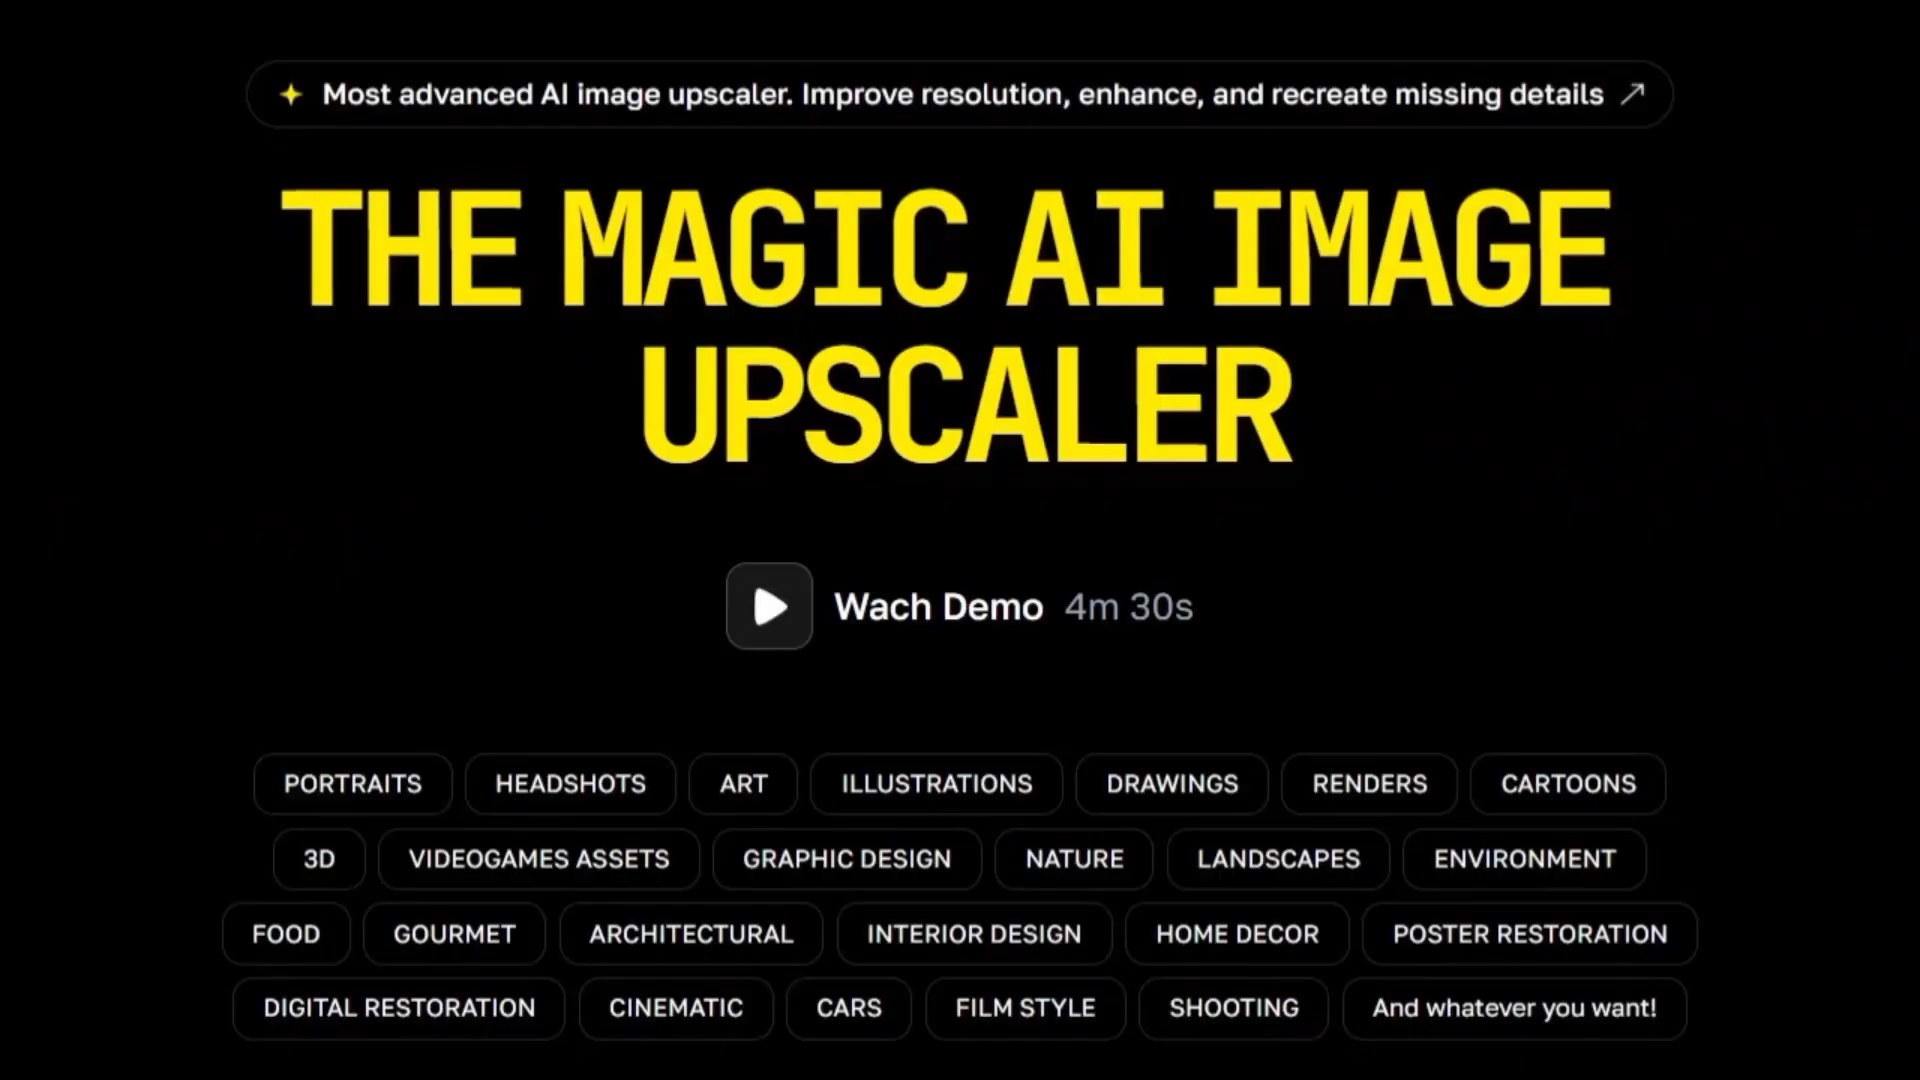 Most advanced AI image upscaler. Improve resolution, enhance, and recreate missing details
THE MAGIC AI IMAGE
UPSCALER
Wach Demo 4m 30s
PORTRAITS HEADSHOTS ART ILLUSTRATIONS DRAWINGS RENDERS CARTOONS
3D VIDEOGAMES ASSETS GRAPHIC DESIGN NATURE LANDSCAPES ENVIRONMENT
FOOD GOURMET ARCHITECTURAL INTERIOR DESIGN HOME DECOR POSTER RESTORATION
DIGITAL RESTORATION CINEMATIC CARS FILM STYLE SHOOTING And whatever you want!